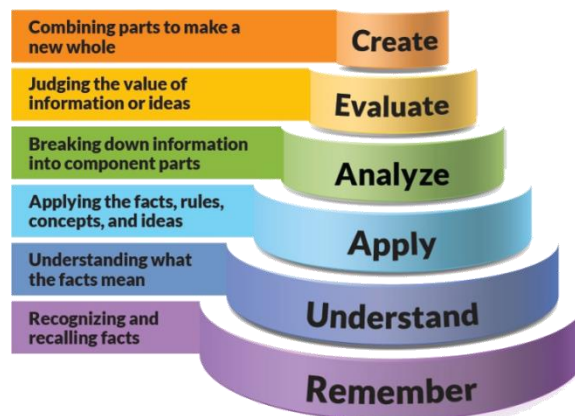 Combining parts to make a
new whole
Create
Judging the value of
information or ideas
Evaluate
Breaking down information
into component parts
Analyze
Applying the facts, rules,
concepts, and ideas
Apply
Understanding what
the facts mean
Understand
Recognizing and
recalling facts
Remember